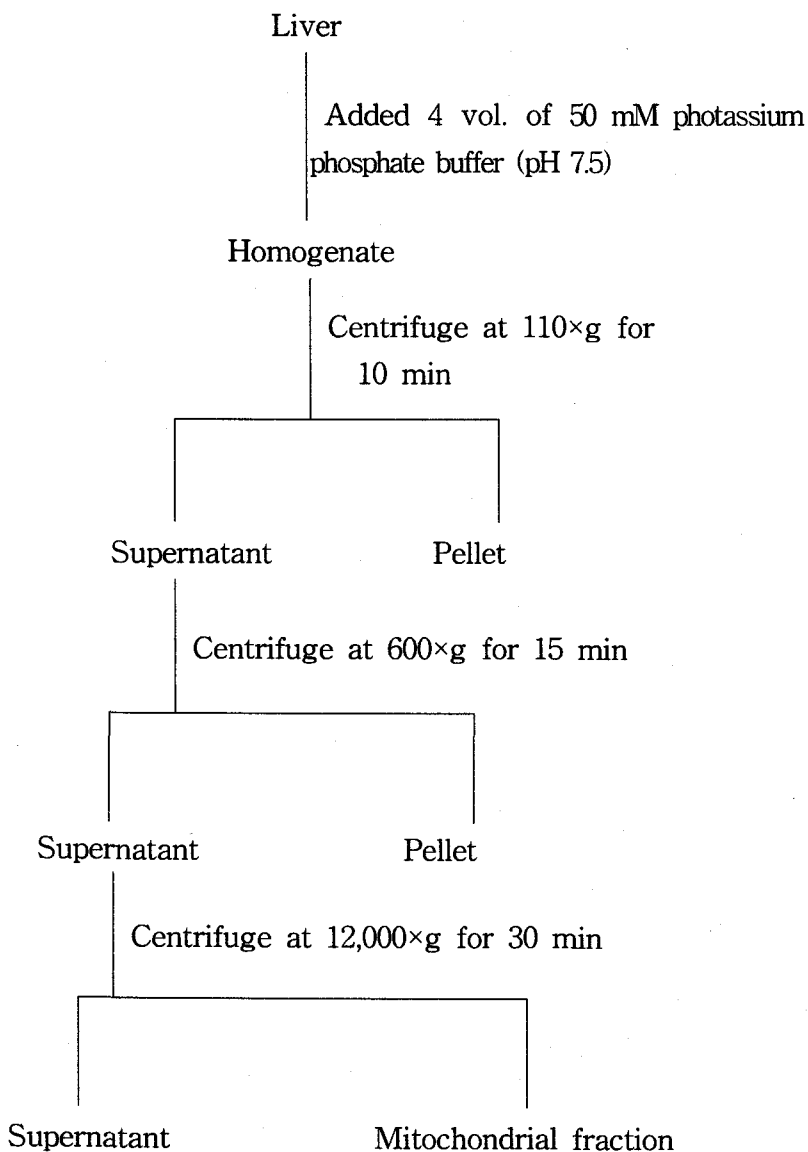 Liver
Added 4 vol. of 50 mM photassium
phosphate buffer (pH 7.5)
Homogenate
Centrifuge at 110×g for
10 min
Supernatant Pellet
Centrifuge at 600×g for 15 min
Supernatant Pellet
Centrifuge at 12,000×g for 30 min
Supernatant Mitochondrial fraction